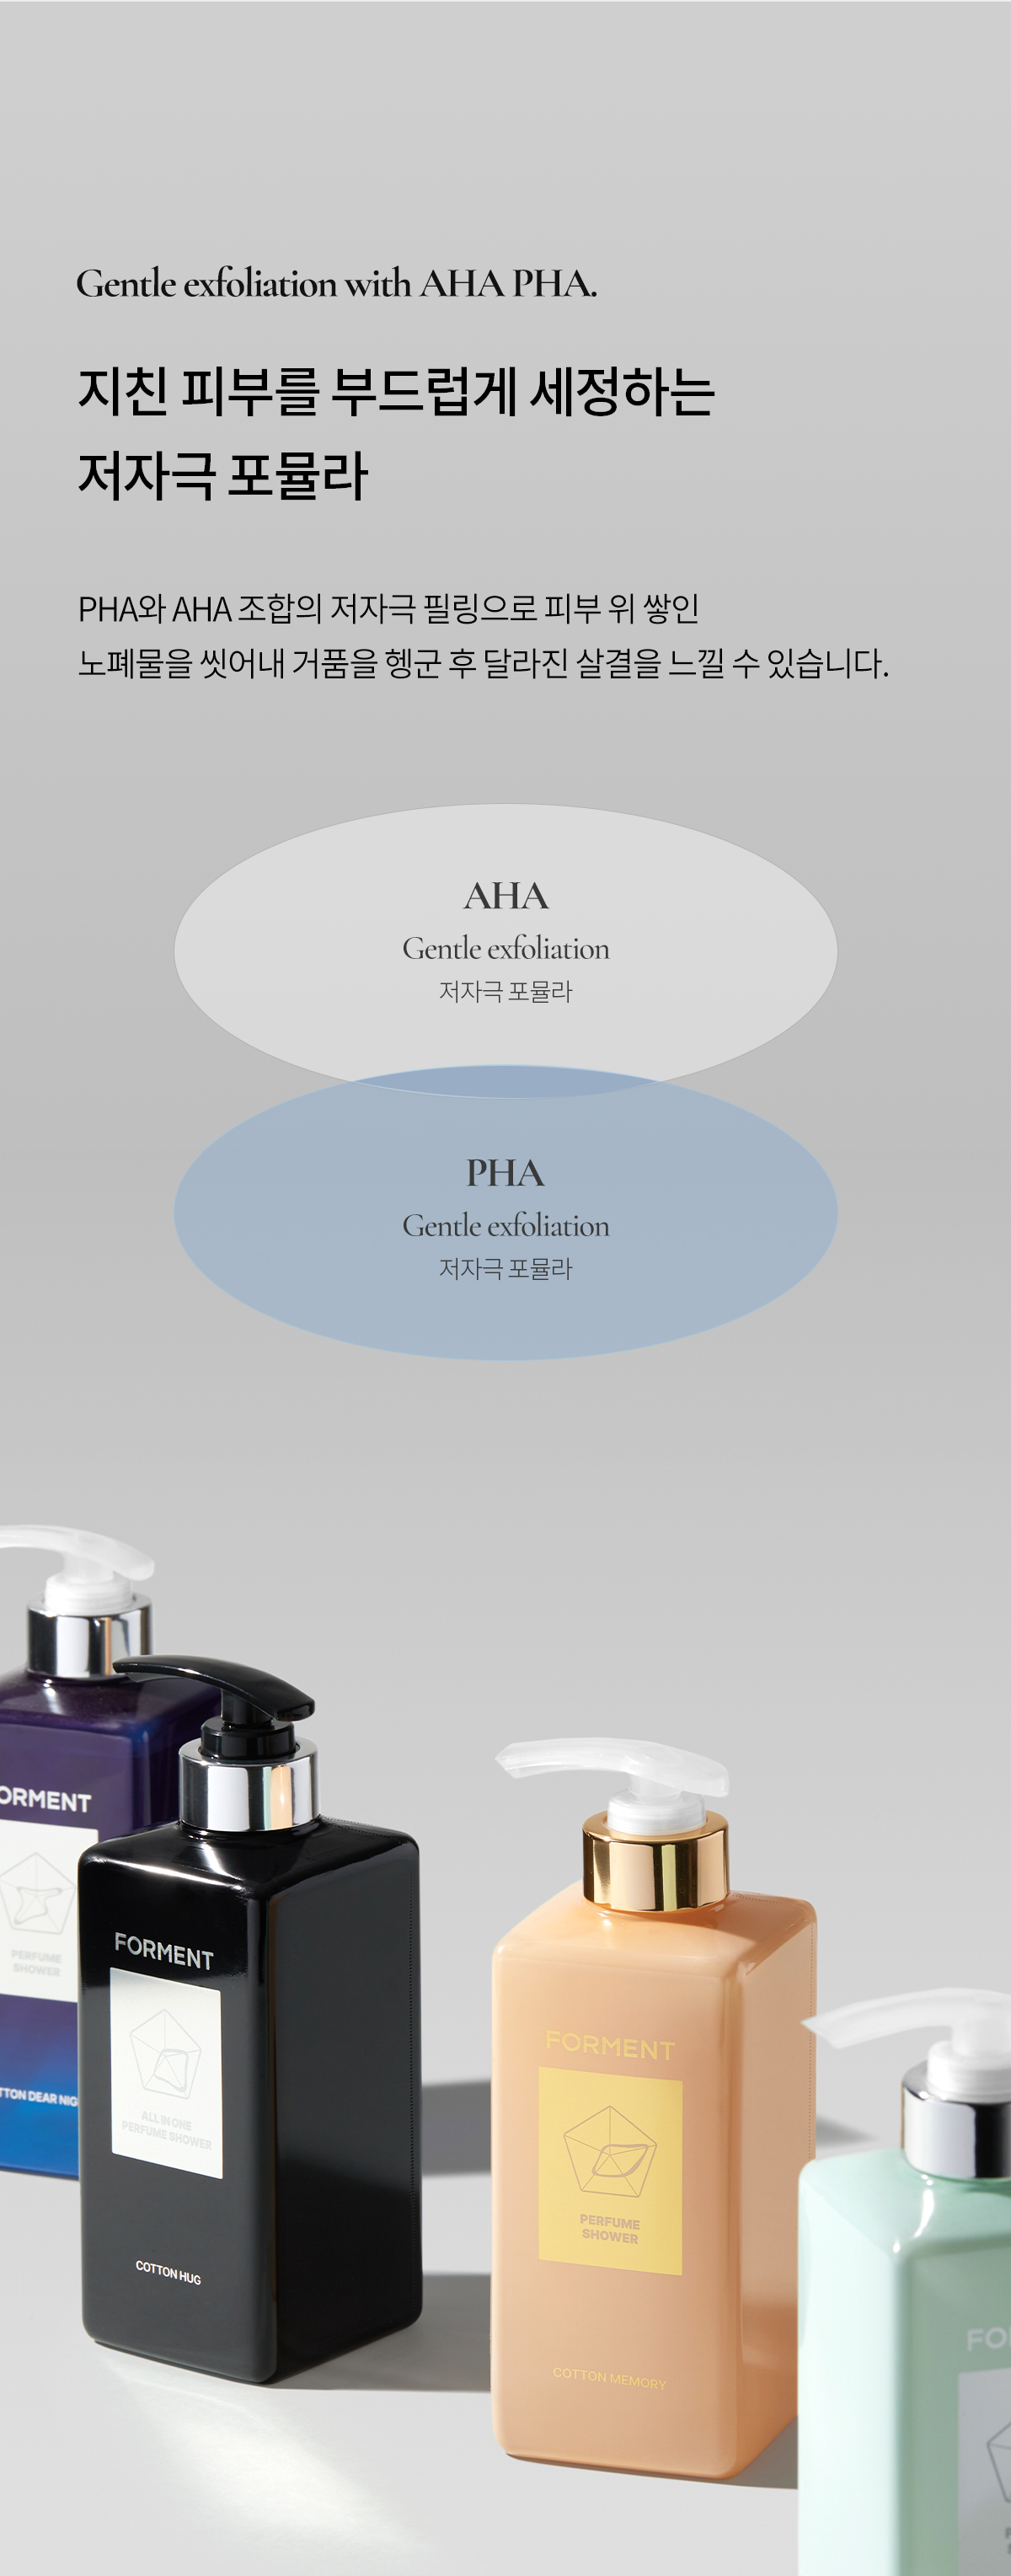 Gentle exfoliation with AHA PHA.
지친 피부를 부드럽게 세정하는
저자극 포뮬라
PHA와 AHA 조합의 저자극 필링으로 피부 위 쌓인
노폐물을 씻어내 거품을 헹군 후 달라진 살결을 느낄 수 있습니다.
AHA
Gentle exfoliation
저자극 포뮬라
PHA
Gentle exfoliation
저자극 포뮬라
ORMENT
PERFUME
SHOWER
TTON DEAR NIG
FORMENT
ALL IN ONE
PERFUME SHOWER
COTTON HUG
FORMENT
PERFUME
SHOWER
COTTON MEMORY
FO